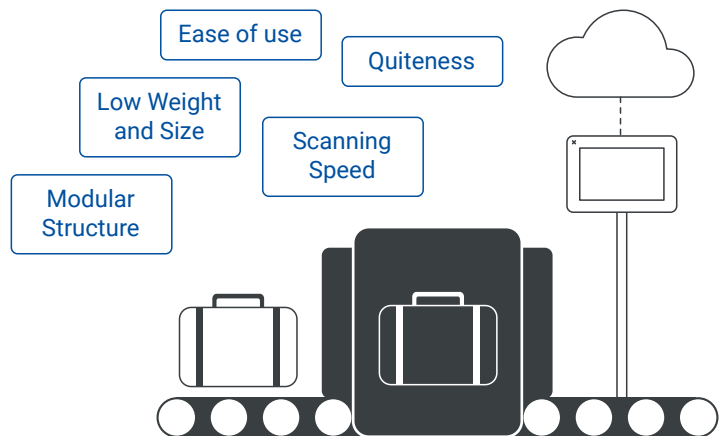 Ease of use
Quiteness
Low Weight
and Size
Scanning
Speed
Modular
Structure